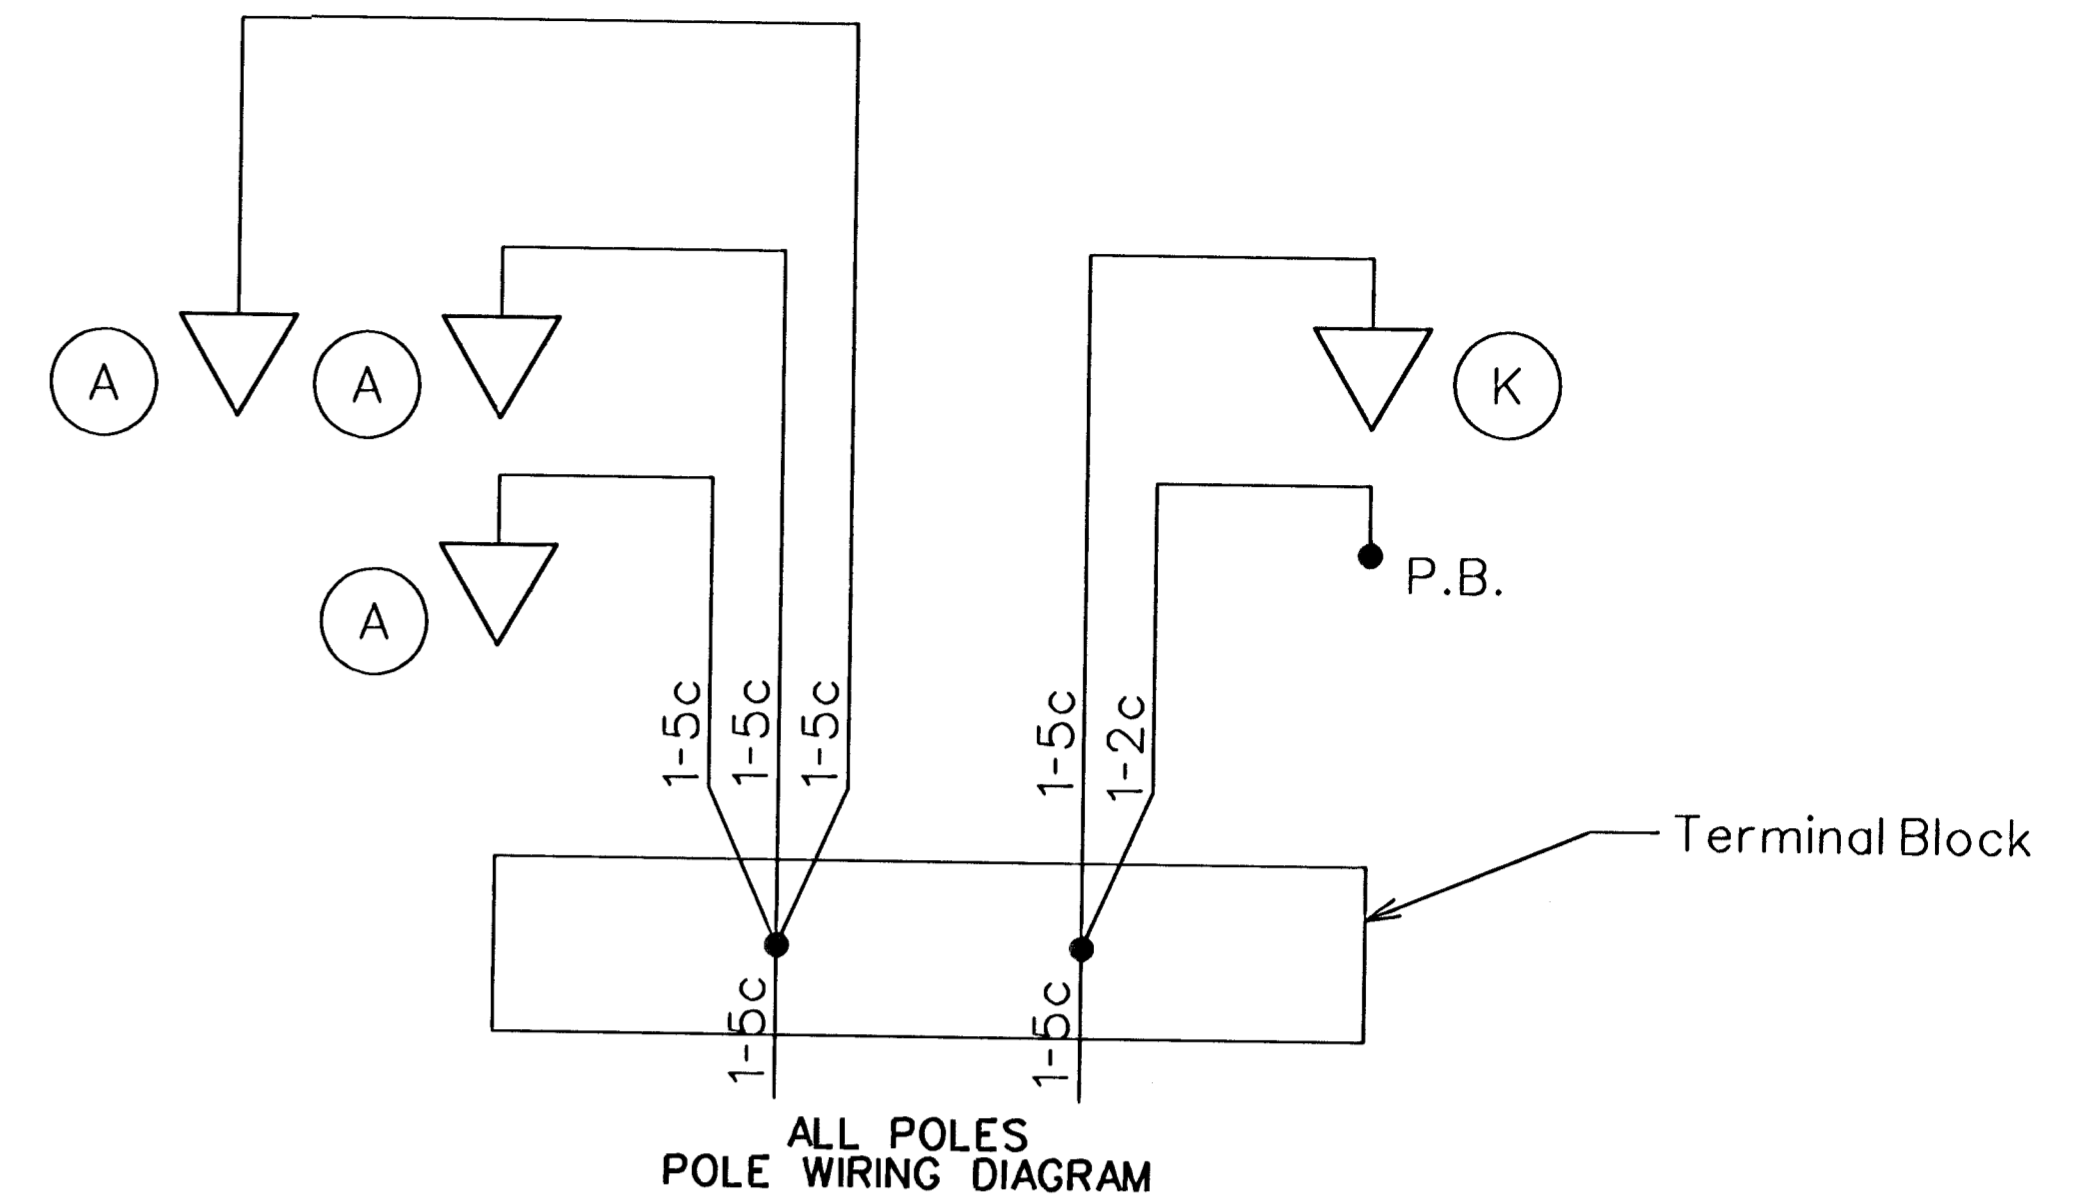 A
A
K
A
P.B.
1-5c
1-5c
1-5c
1-5c
1-2c
Terminal Block
1-5c
1-5c
ALL POLES
POLE WIRING DIAGRAM